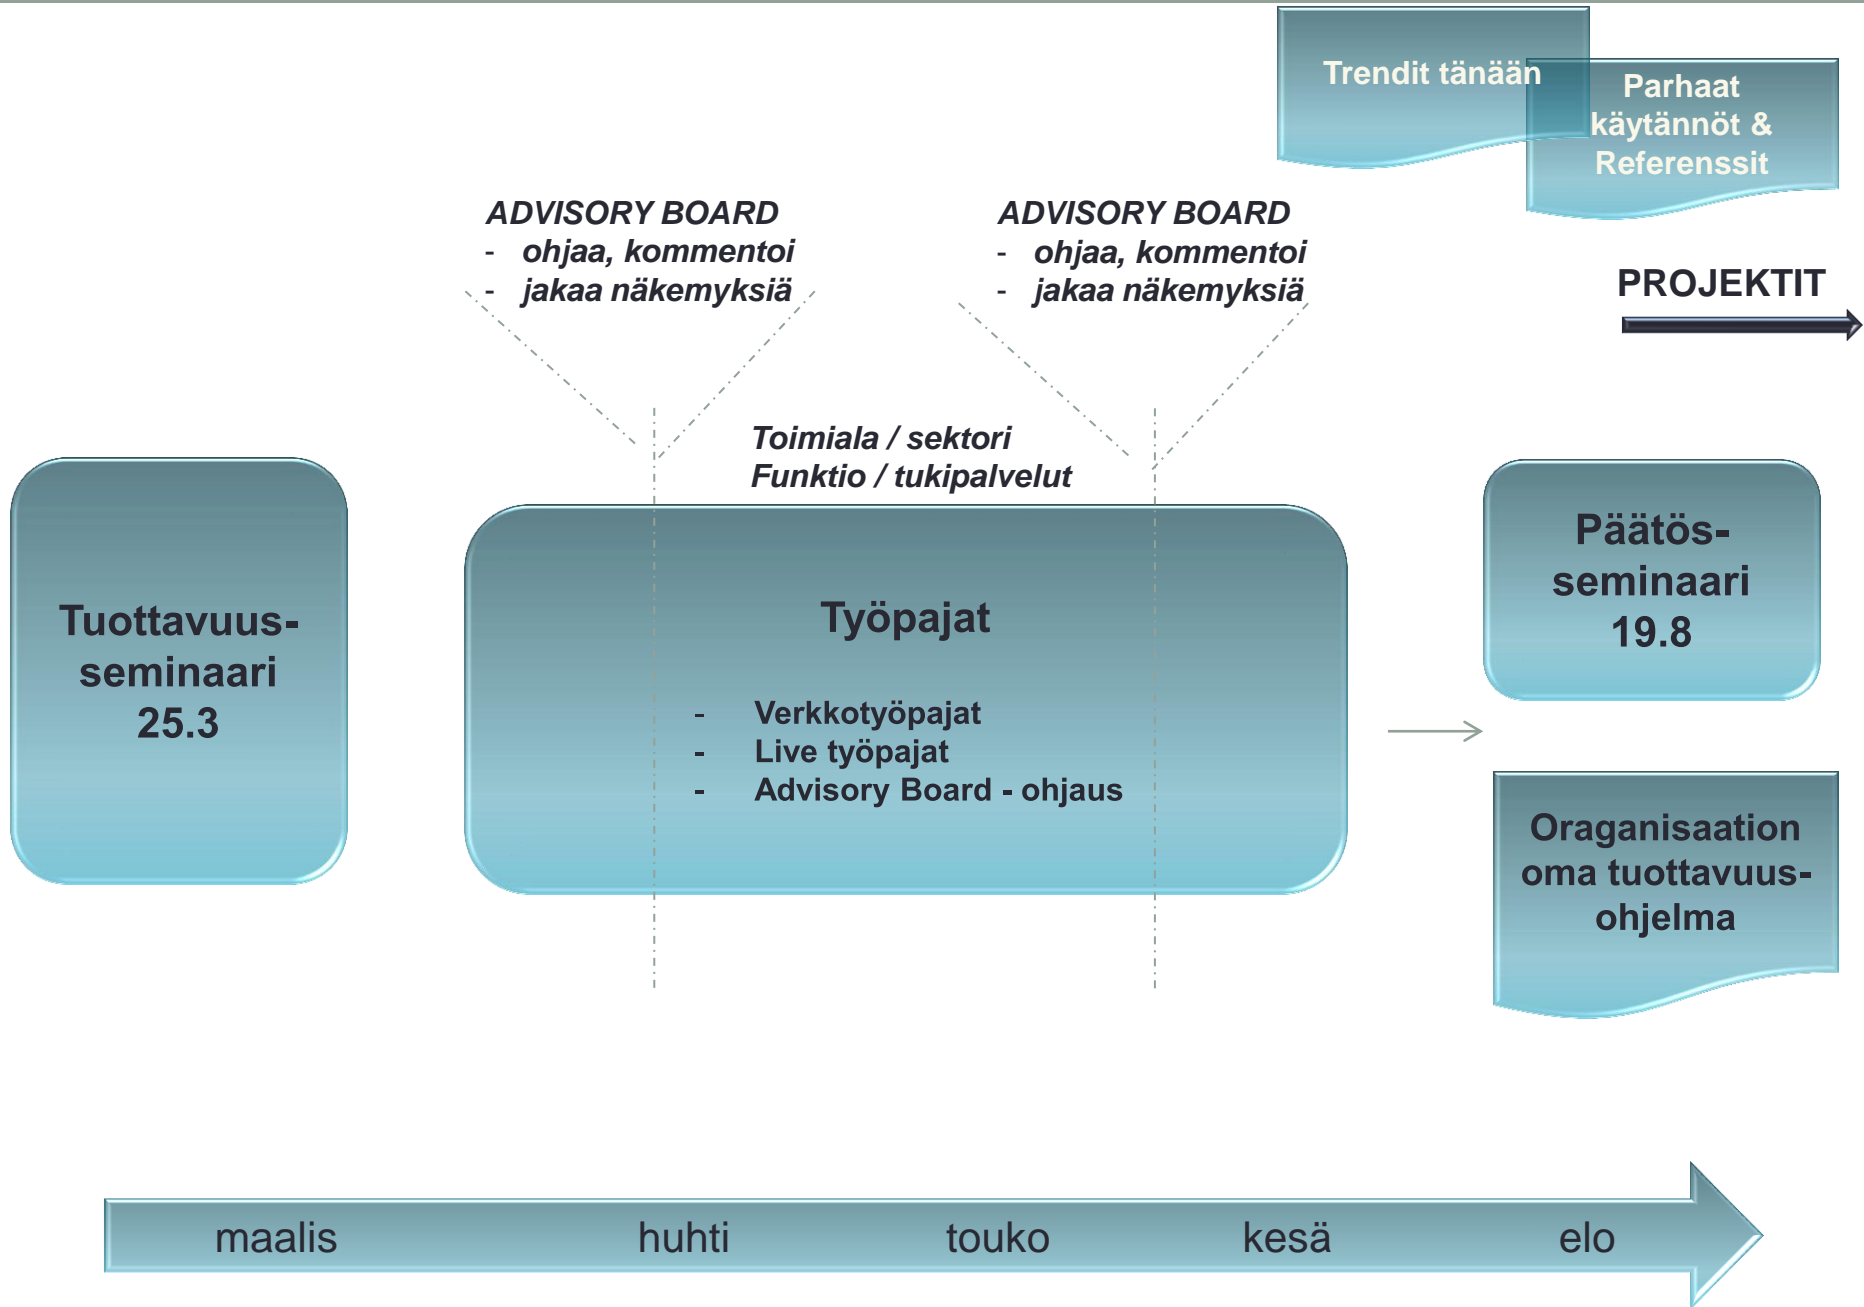 Trendit tänään
Parhaat
käytännöt &
Referenssit
ADVISORY BOARD
- ohjaa, kommentoi
- jakaa näkemyksiä
ADVISORY BOARD
- ohjaa, kommentoi
- jakaa näkemyksiä
PROJEKTIT
Toimiala / sektori
Funktio / tukipalvelut
Tuottavuus-
seminaari
25.3
Työpajat
- Verkkotyöpajat
- Live työpajat
- Advisory Board - ohjaus
Päätös-
seminaari
19.8
Oraganisaation
oma tuottavuus-
ohjelma
maalis huhti touko kesä elo